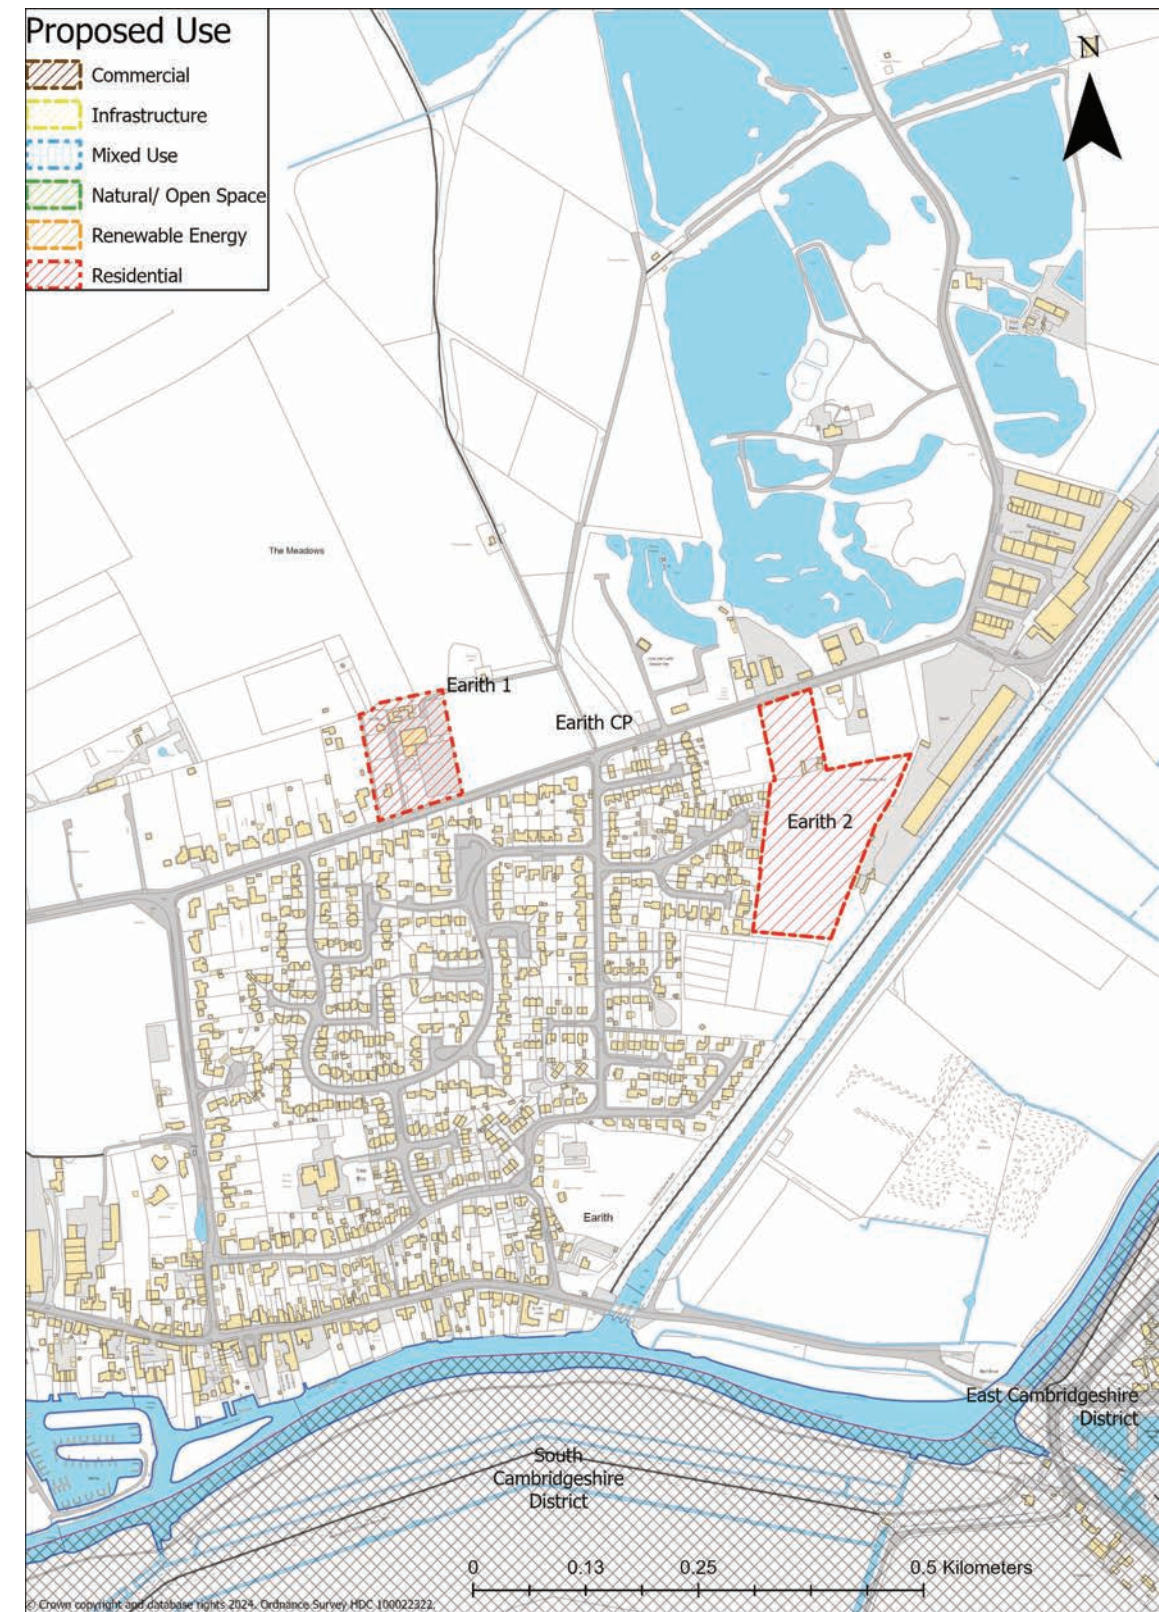 Proposed Use
Commercial
Infrastructure
Mixed Use
Natural/ Open Space
Renewable Energy
Residential
N
The Meadows
Earith 1
Earith CP
Earith 2
Earith
East Cambridgeshire
District
South
Cambridgeshire
District
0 0.13 0.25 0.5 Kilometers
© Crown copyright and database rights 2024. Ordnance Survey HDC 100022322.